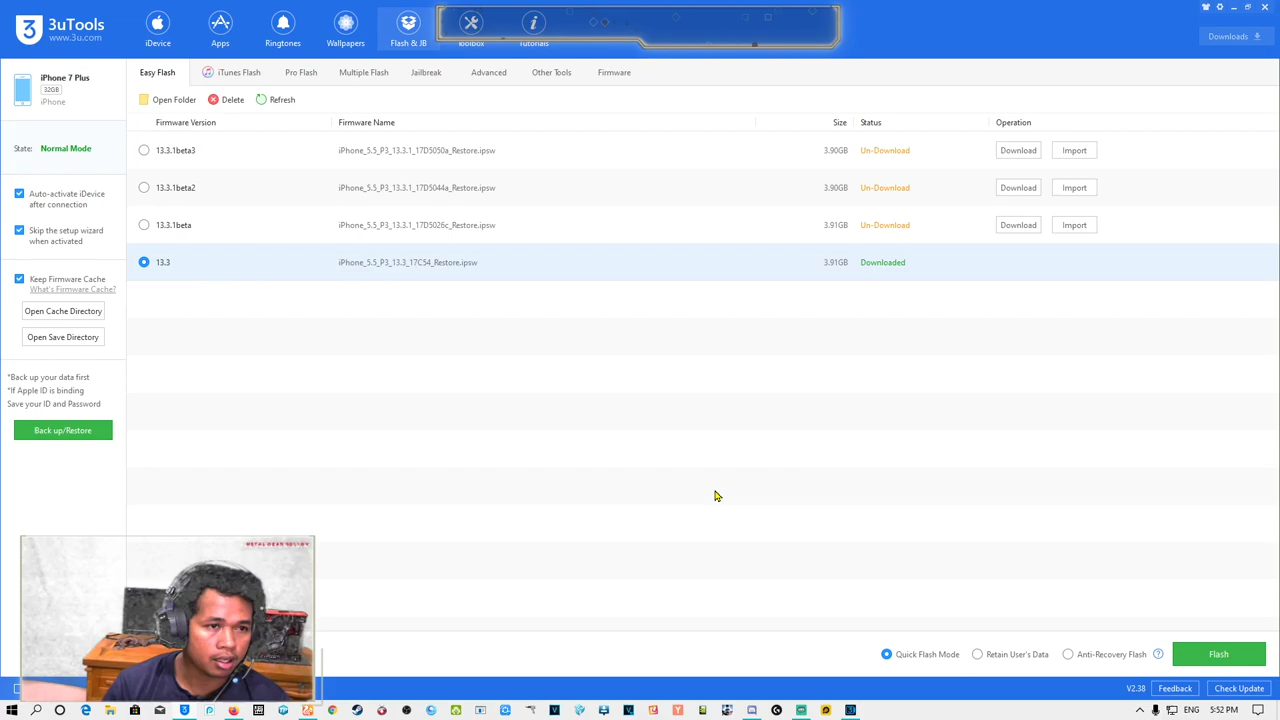 3uTools
www.3u.com
iDevice
Apps
Ringtones
Wallpapers
Flash & JB
Toolbox
Tutorials
Downloads
iPhone 7 Plus
32GB
iPhone
State: Normal Mode
Auto-activate iDevice
after connection
Skip the setup wizard
when activated
Keep Firmware Cache
What's Firmware Cache?
Open Cache Directory
Open Save Directory
*Back up your data first
*If Apple ID is binding
Save your ID and Password
Back up/Restore
Easy Flash
iTunes Flash
Pro Flash
Multiple Flash
Jailbreak
Advanced
Other Tools
Firmware
Open Folder
Delete
Refresh
Firmware Version Firmware Name Size Status Operation
13.3.1beta3 iPhone_5.5_P3_13.3.1_17D5050a_Restore.ipsw 3.90GB Un-Download Download Import
13.3.1beta2 iPhone_5.5_P3_13.3.1_17D5044a_Restore.ipsw 3.90GB Un-Download Download Import
13.3.1beta iPhone_5.5_P3_13.3.1_17D5026c_Restore.ipsw 3.91GB Un-Download Download Import
13.3 iPhone_5.5_P3_13.3_17C54_Restore.ipsw 3.91GB Downloaded
Quick Flash Mode
Retain User's Data
Anti-Recovery Flash
Flash
V2.38
Feedback
Check Update
ENG
5:52 PM